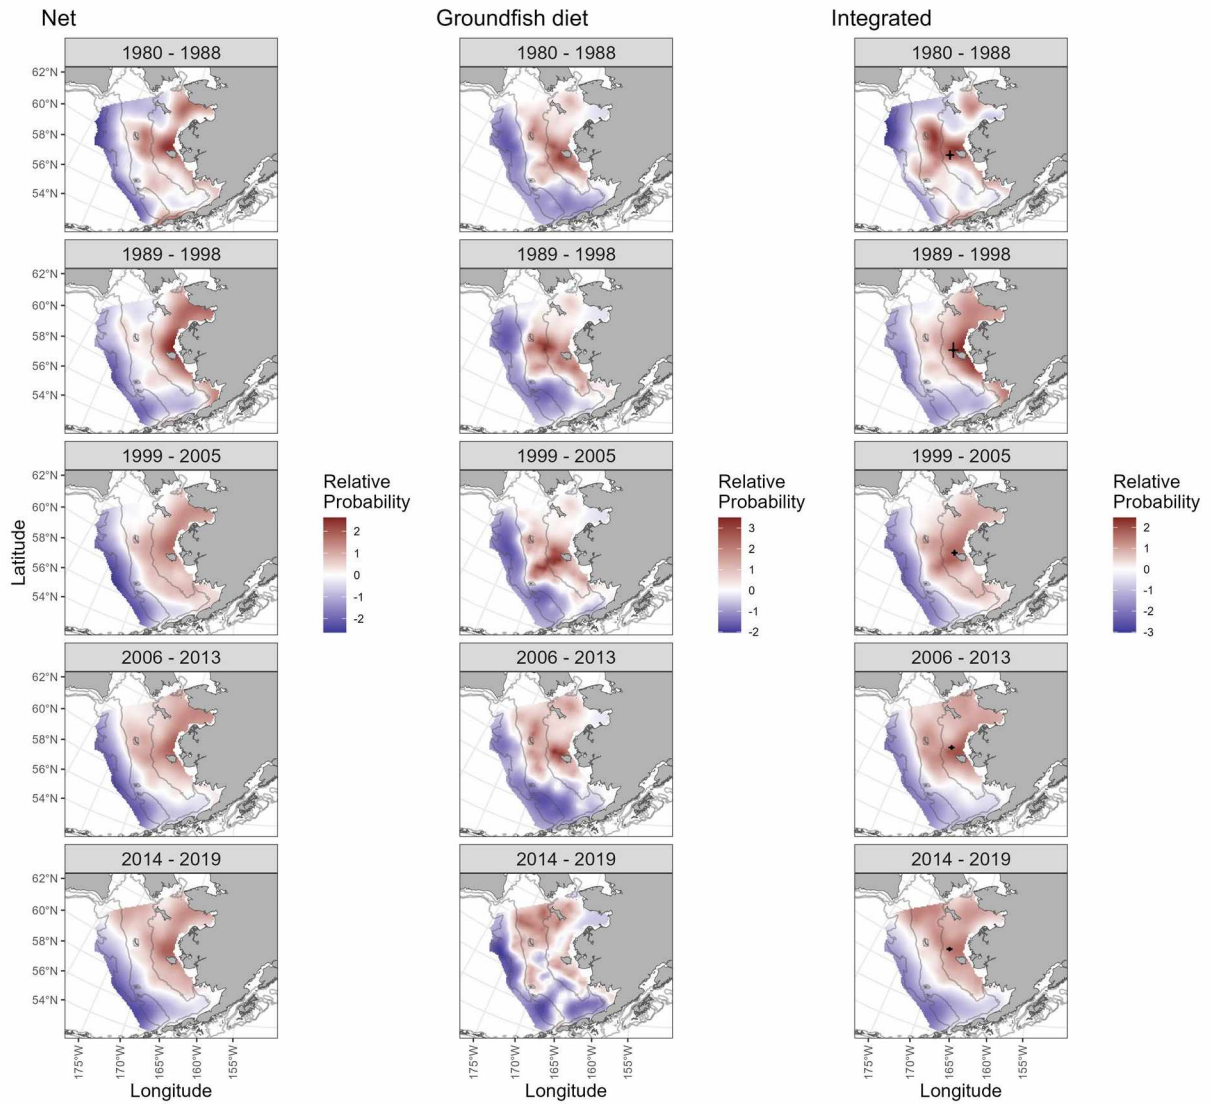 Net Groundfish diet Integrated
1980 - 1988 1980 - 1988 1980 - 1988
62°N
60°N
58°N
56°N
54°N
1989 - 1998 1989 - 1998 1989 - 1998
62°N
60°N
58°N
56°N
54°N
1999 - 2005 1999 - 2005 1999 - 2005
62°N
60°N
58°N
56°N
54°N
Latitude
Relative
Probability
2
1
0
-1
-2
Relative
Probability
3
2
1
0
-1
-2
Relative
Probability
2
1
0
-1
-2
-3
2006 - 2013 2006 - 2013 2006 - 2013
62°N
60°N
58°N
56°N
54°N
2014 - 2019 2014 - 2019 2014 - 2019
62°N
60°N
58°N
56°N
54°N
175°W 170°W 165°W 160°W 155°W 175°W 170°W 165°W 160°W 155°W 175°W 170°W 165°W 160°W 155°W
Longitude Longitude Longitude